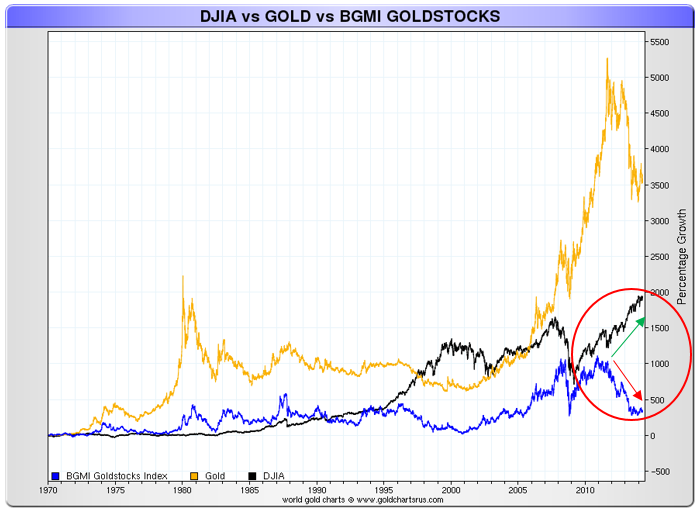 DJIA vs GOLD vs BGMI GOLDSTOCKS
5500
5000
4500
4000
3500
3000
2500
2000
1500
1000
500
0
-500
Percentage Growth
BGMI Goldstocks Index Gold DJIA
1970 1975 1980 1985 1990 1995 2000 2005 2010
world gold charts © www.goldchartsrus.com